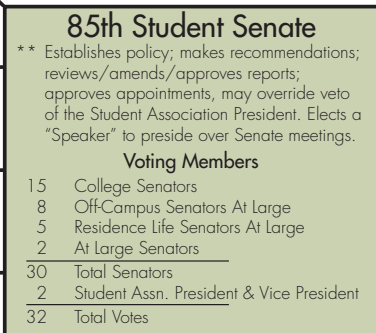 85th Student Senate
** Establishes policy; makes recommendations;
reviews/amends/approves reports;
approves appointments, may override veto
of the Student Association President. Elects a
"Speaker" to preside over Senate meetings.
Voting Members
15 College Senators
8 Off-Campus Senators At Large
5 Residence Life Senators At Large
2 At Large Senators
30 Total Senators
2 Student Assn. President & Vice President
32 Total Votes